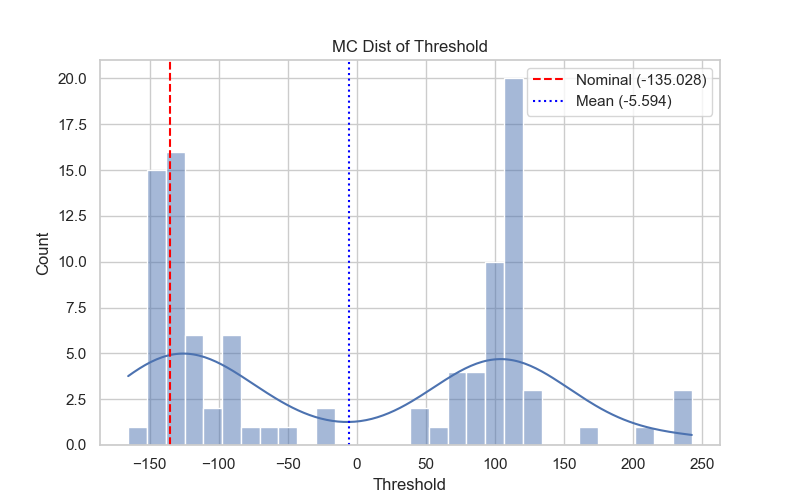 MC Dist of Threshold
Nominal (-135.028)
Mean (-5.594)
Count
20.0
17.5
15.0
12.5
10.0
7.5
5.0
2.5
0.0
−150 −100 −50 0 50 100 150 200 250
Threshold